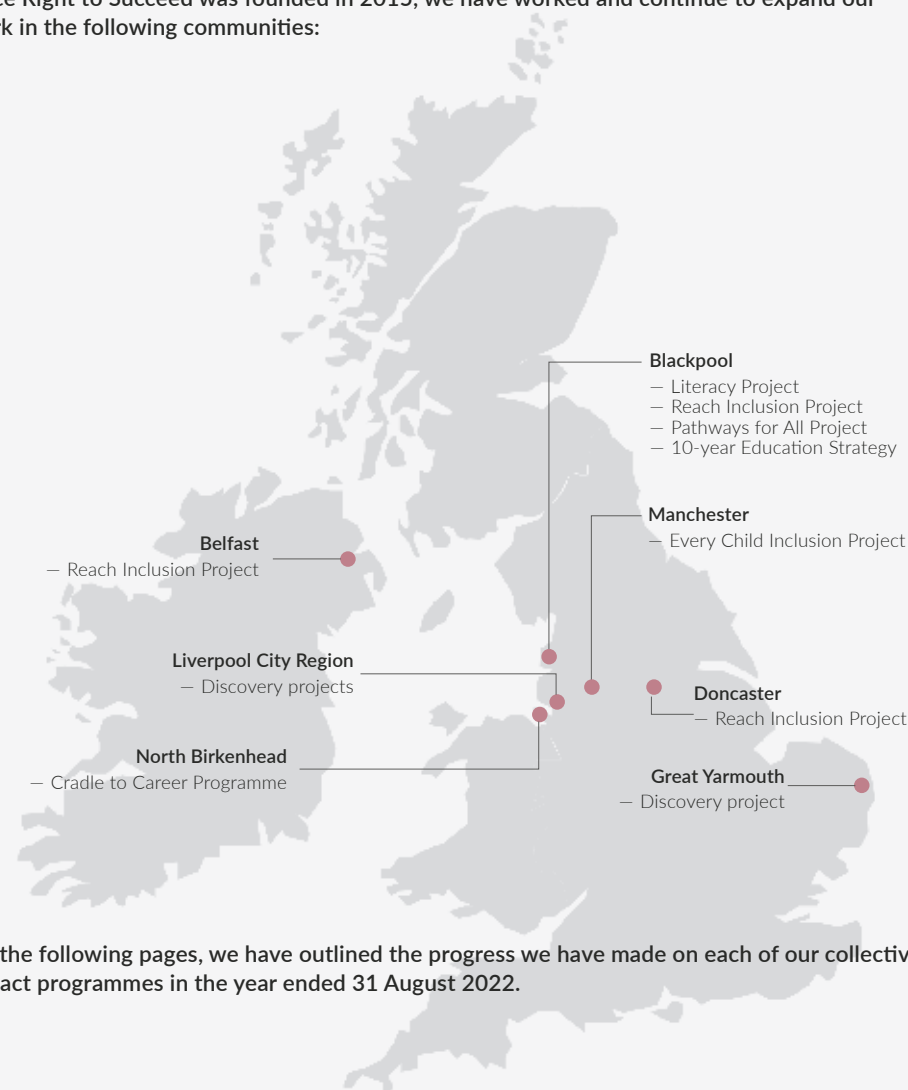 ce Right to Succeed was founded in 2015, we have worked and continue to expand our
rk in the following communities:
Blackpool
— Literacy Project
— Reach Inclusion Project
— Pathways for All Project
— 10-year Education Strategy
Manchester
— Every Child Inclusion Project
Belfast
— Reach Inclusion Project
Liverpool City Region
— Discovery projects
Doncaster
— Reach Inclusion Project
North Birkenhead
— Cradle to Career Programme
Great Yarmouth
— Discovery project
the following pages, we have outlined the progress we have made on each of our collectiv
act programmes in the year ended 31 August 2022.